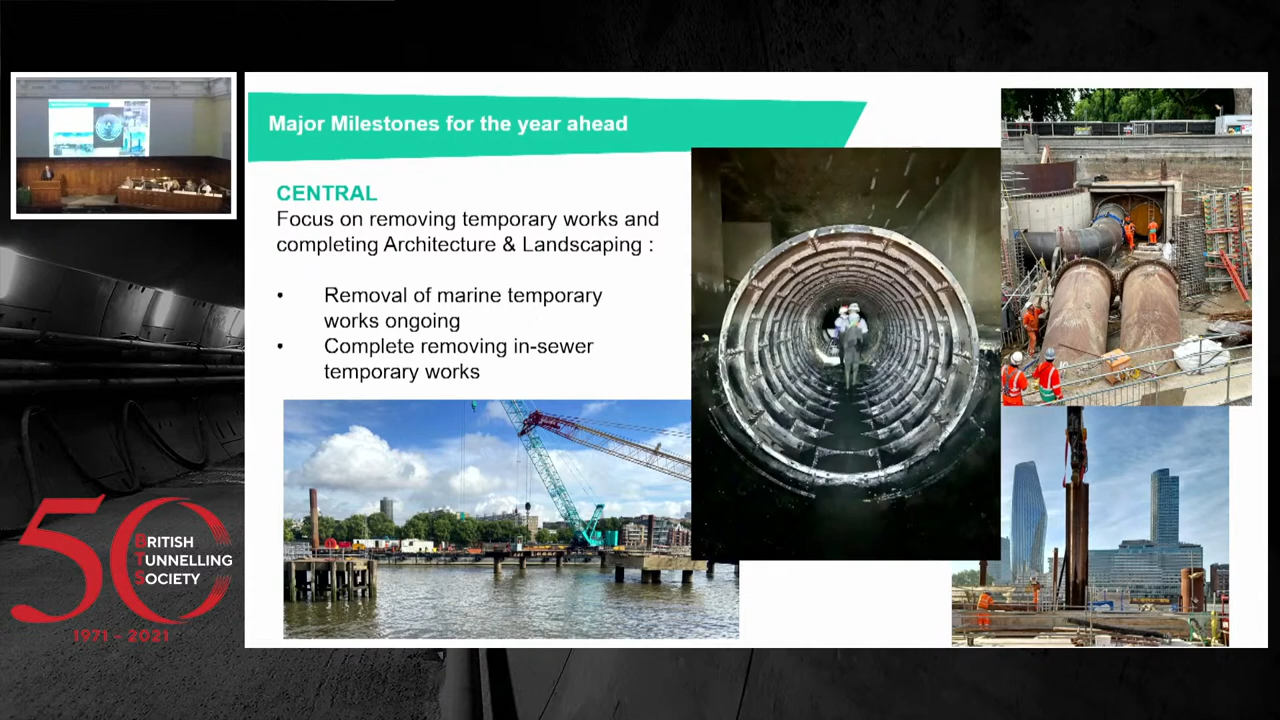 Major Milestones for the year ahead
CENTRAL
Focus on removing temporary works and
completing Architecture & Landscaping :
• Removal of marine temporary
works ongoing
• Complete removing in-sewer
temporary works
50
BRITISH
TUNNELLING
SOCIETY
1971 - 2021